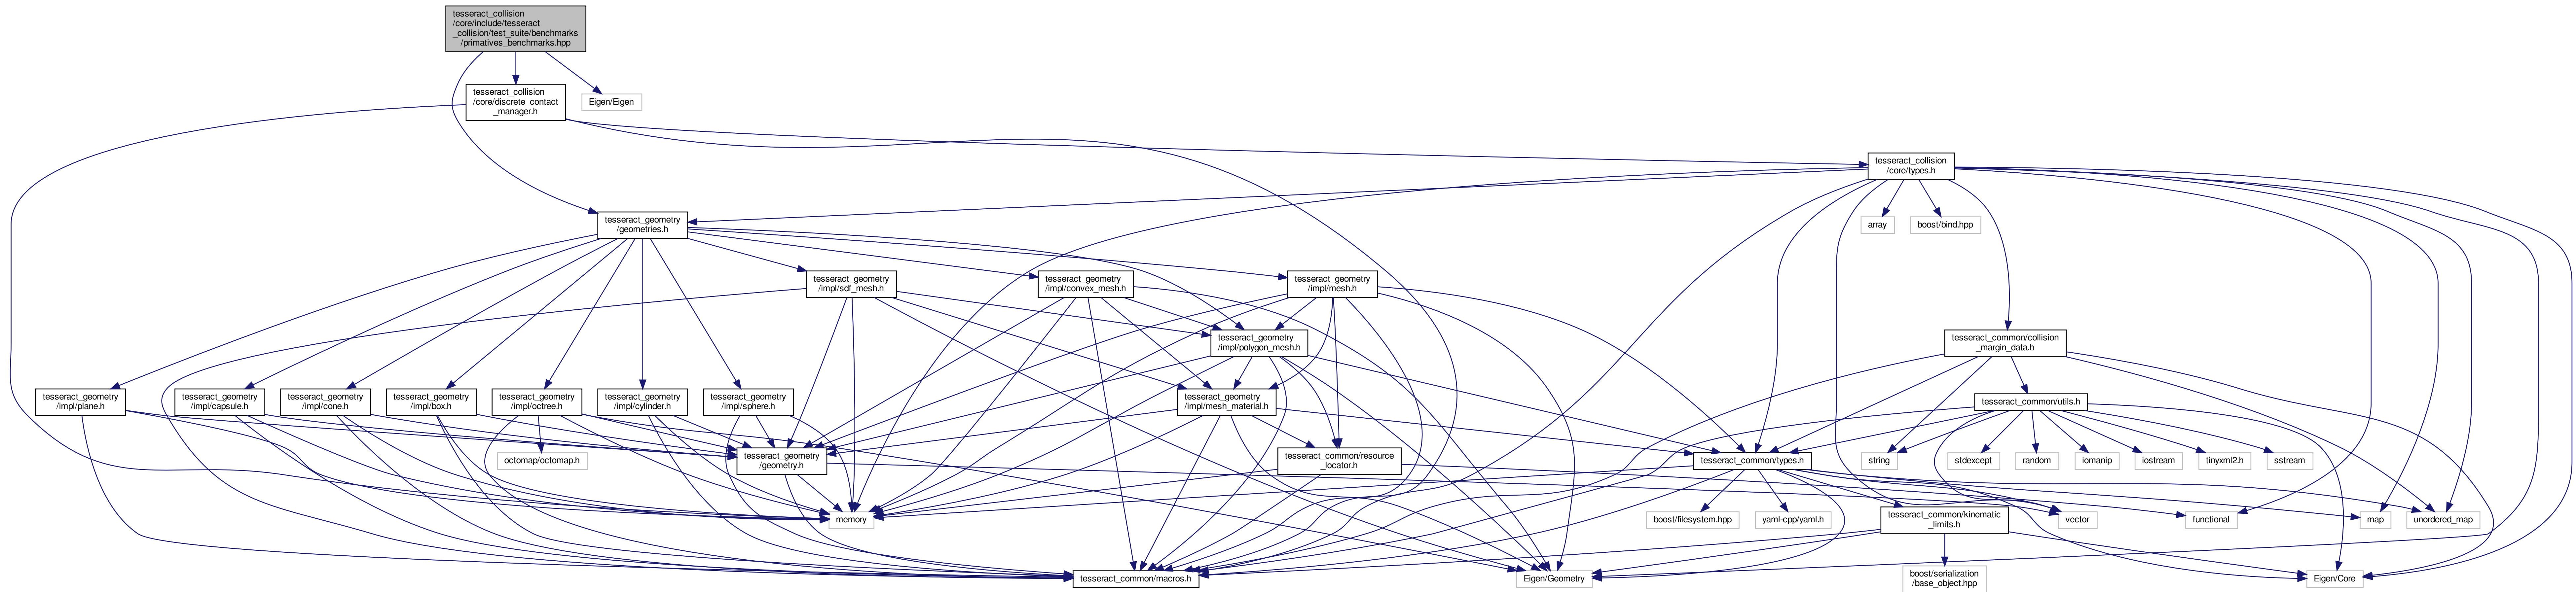 tesseract_collision
/core/include/tesseract
_collision/test_suite/benchmarks
/primatives_benchmarks.hpp
tesseract_collision
/core/discrete_contact
_manager.h
Eigen/Eigen
tesseract_collision
/core/types.h
tesseract_geometry
/geometries.h
array
boost/bind.hpp
tesseract_geometry
/impl/sdf_mesh.h
tesseract_geometry
/impl/convex_mesh.h
tesseract_geometry
/impl/mesh.h
tesseract_geometry
/impl/polygon_mesh.h
tesseract_common/collision
_margin_data.h
tesseract_geometry
/impl/plane.h
tesseract_geometry
/impl/capsule.h
tesseract_geometry
/impl/cone.h
tesseract_geometry
/impl/box.h
tesseract_geometry
/impl/octree.h
tesseract_geometry
/impl/cylinder.h
tesseract_geometry
/impl/sphere.h
tesseract_geometry
/impl/mesh_material.h
tesseract_common/utils.h
octomap/octomap.h
tesseract_geometry
/geometry.h
tesseract_common/resource
_locator.h
tesseract_common/types.h
string
stdexcept
random
iomanip
iostream
tinyxml2.h
sstream
memory
boost/filesystem.hpp
yaml-cpp/yaml.h
tesseract_common/kinematic
_limits.h
vector
functional
map
unordered_map
tesseract_common/macros.h
Eigen/Geometry
boost/serialization
/base_object.hpp
Eigen/Core